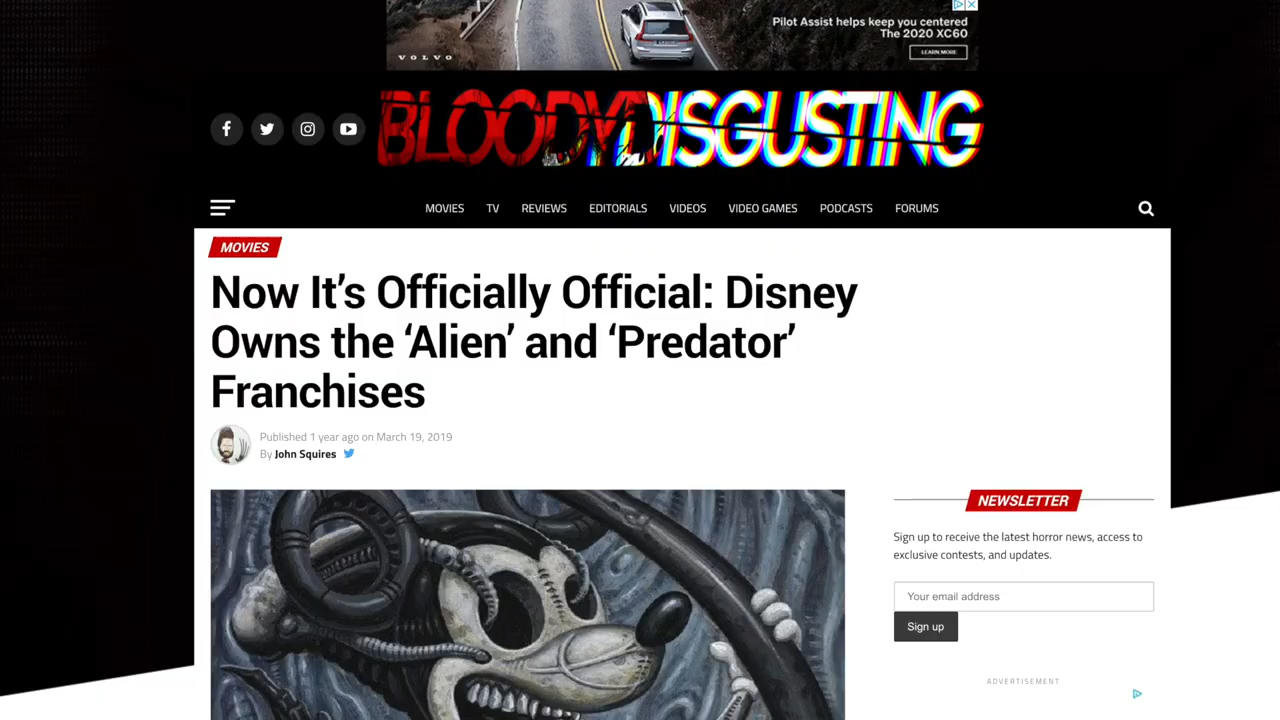 Pilot Assist helps keep you centered
The 2020 XC60
LEARN MORE
VOLVO
BLOODY DISGUSTING
MOVIES TV REVIEWS EDITORIALS VIDEOS VIDEO GAMES PODCASTS FORUMS
MOVIES
Now It’s Officially Official: Disney
Owns the ‘Alien’ and ‘Predator’
Franchises
Published 1 year ago on March 19, 2019
By John Squires
NEWSLETTER
Sign up to receive the latest horror news, access to
exclusive contests, and updates.
Your email address
Sign up
ADVERTISEMENT